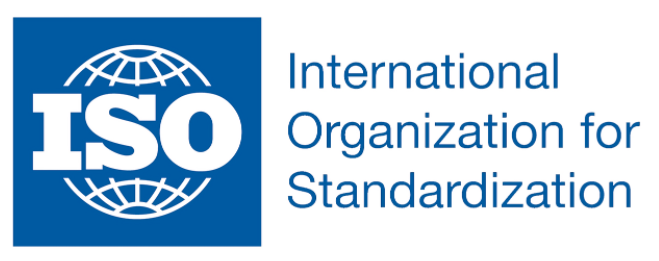 ISO
International
Organization for
Standardization